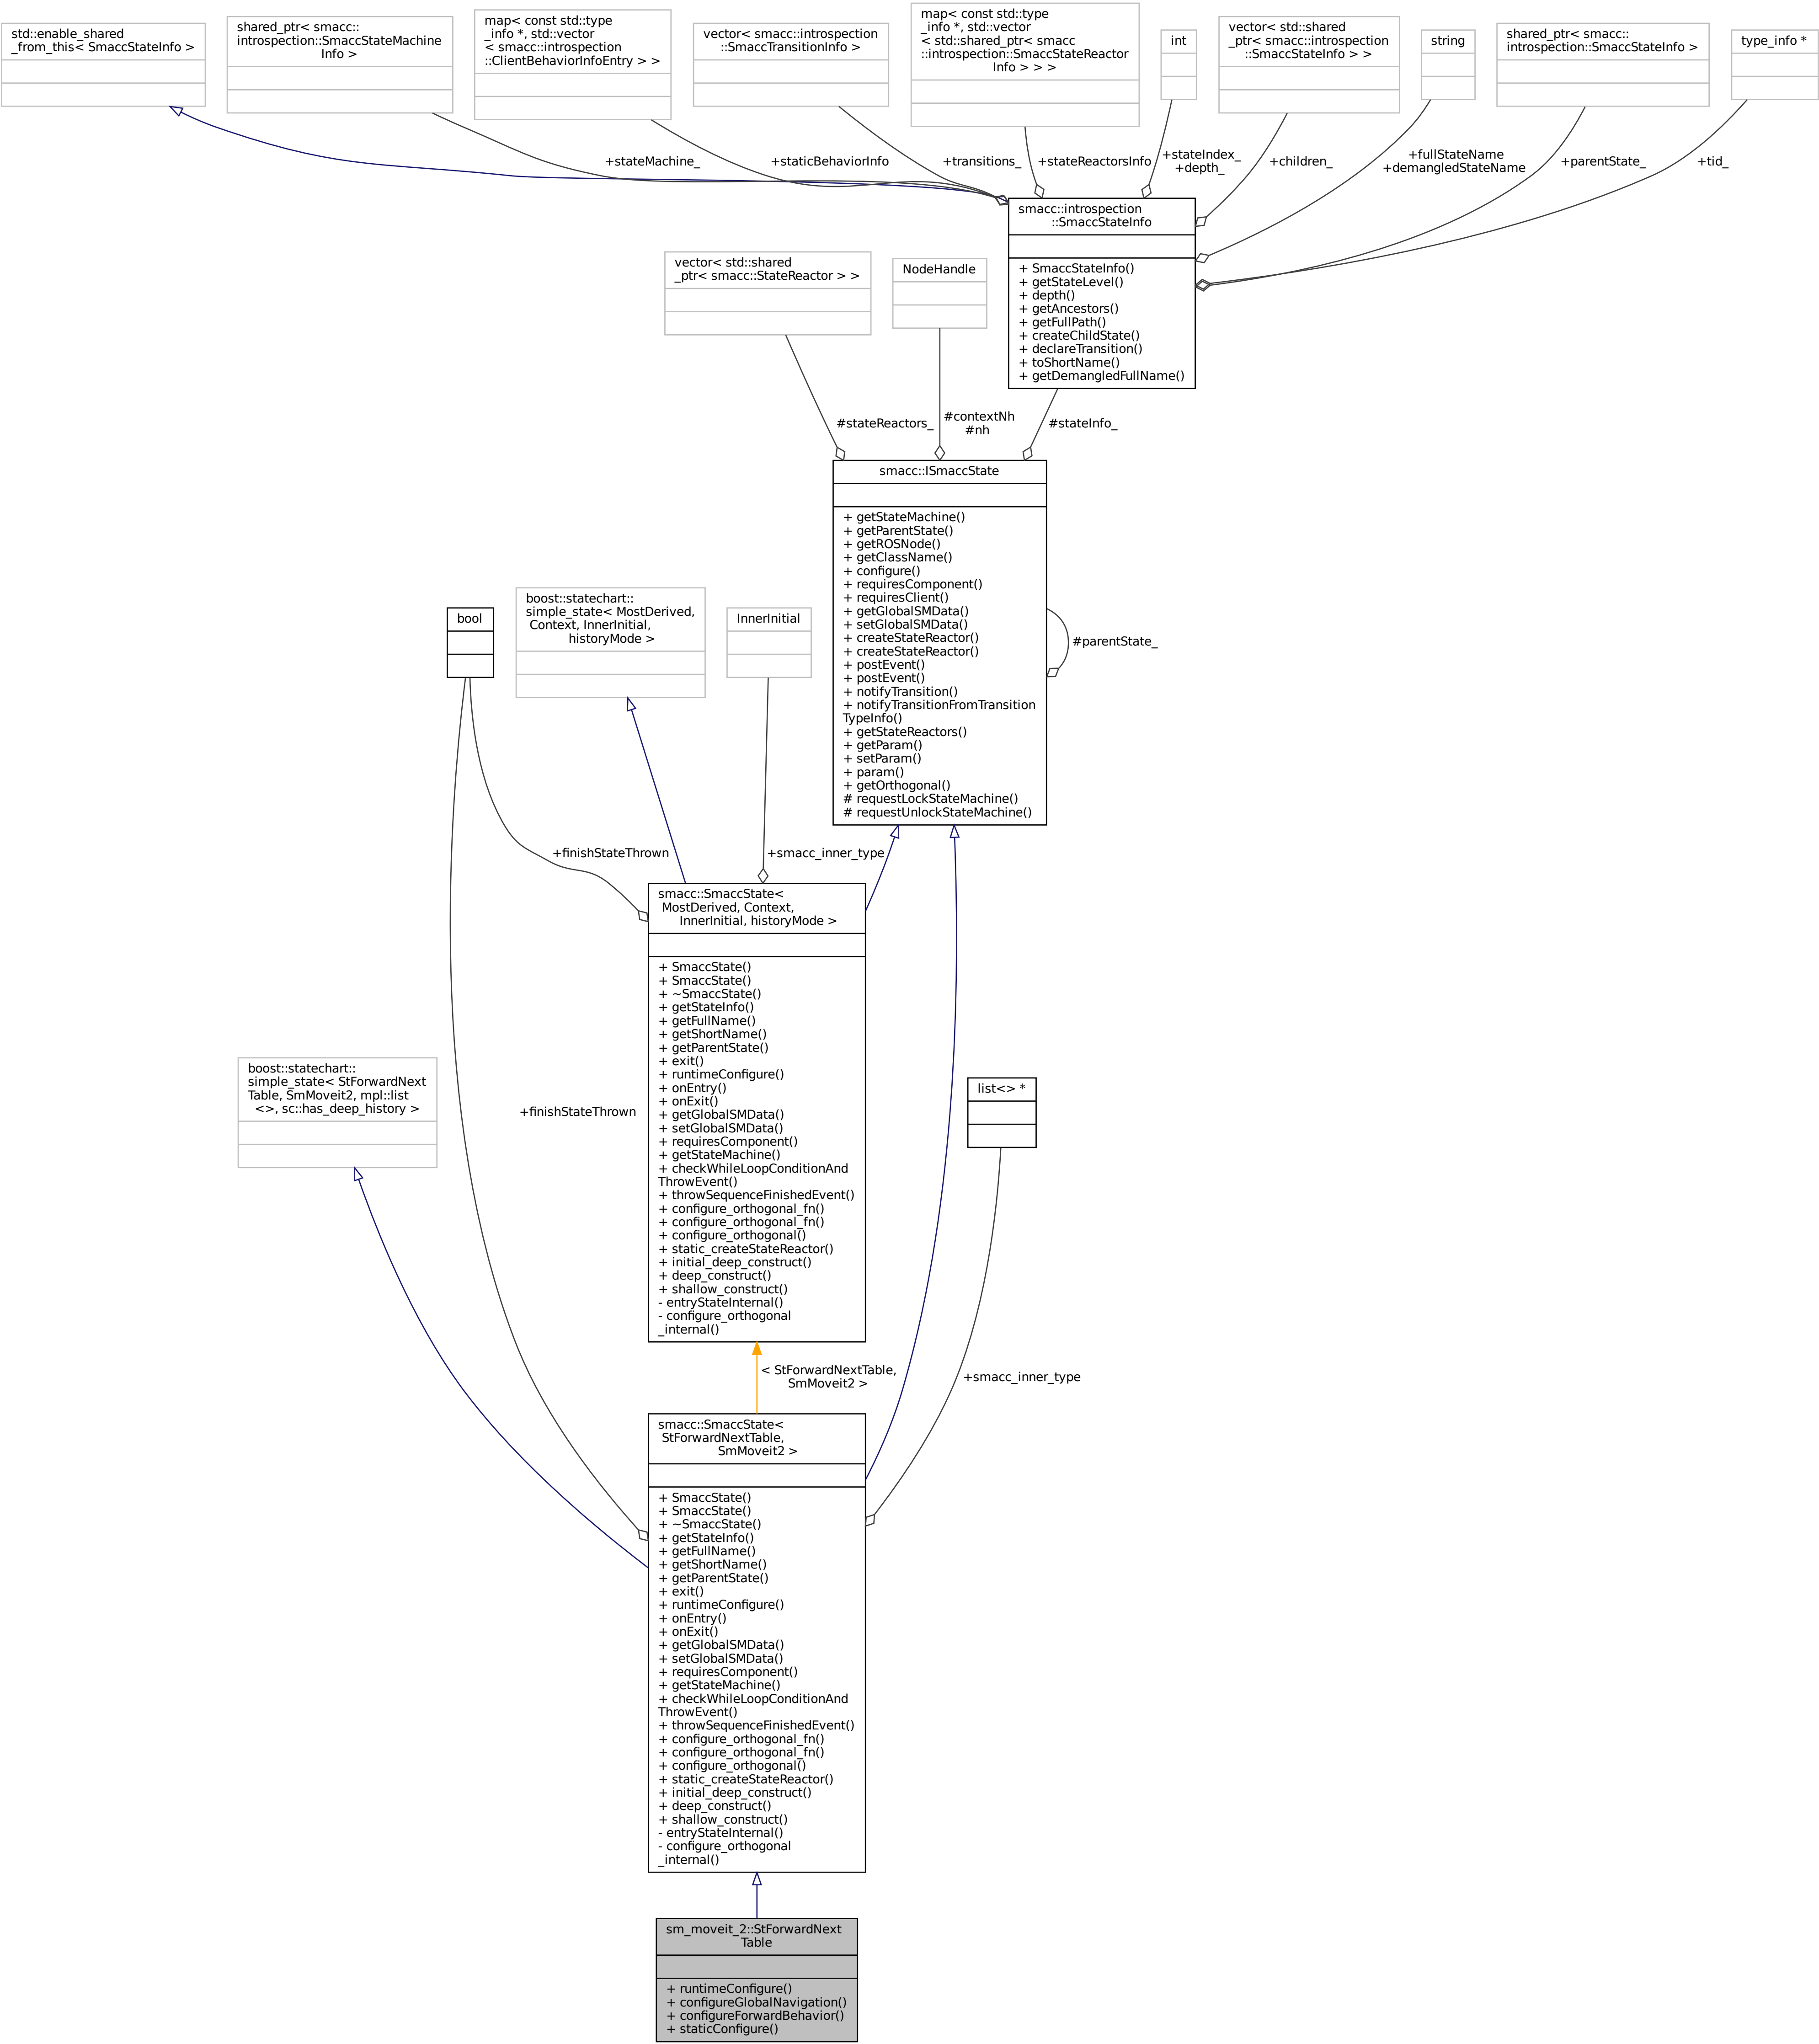 std::enable_shared
_from_this< SmaccStateInfo >
shared_ptr< smacc::
introspection::SmaccStateMachine
Info >
map< const std::type
_info *, std::vector
< smacc::introspection
::ClientBehaviorInfoEntry > >
vector< smacc::introspection
::SmaccTransitionInfo >
map< const std::type
_info *, std::vector
< std::shared_ptr< smacc
::introspection::SmaccStateReactor
Info > > >
int
vector< std::shared
_ptr< smacc::introspection
::SmaccStateInfo > >
string
shared_ptr< smacc::
introspection::SmaccStateInfo >
type_info *
+stateMachine_
+staticBehaviorInfo
+transitions_
+stateReactorsInfo
+stateIndex_
+depth_
+children_
+fullStateName
+demangledStateName
+parentState_
+tid_
smacc::introspection
::SmaccStateInfo
+ SmaccStateInfo()
+ getStateLevel()
+ depth()
+ getAncestors()
+ getFullPath()
+ createChildState()
+ declareTransition()
+ toShortName()
+ getDemangledFullName()
vector< std::shared
_ptr< smacc::StateReactor > >
NodeHandle
#stateReactors_
#contextNh
#nh
#stateInfo_
smacc::ISmaccState
+ getStateMachine()
+ getParentState()
+ getROSNode()
+ getClassName()
+ configure()
+ requiresComponent()
+ requiresClient()
+ getGlobalSMData()
+ setGlobalSMData()
+ createStateReactor()
+ createStateReactor()
+ postEvent()
+ postEvent()
+ notifyTransition()
+ notifyTransitionFromTransition
TypeInfo()
+ getStateReactors()
+ getParam()
+ setParam()
+ param()
+ getOrthogonal()
# requestLockStateMachine()
# requestUnlockStateMachine()
#parentState_
bool
boost::statechart::
simple_state< MostDerived,
Context, InnerInitial,
historyMode >
InnerInitial
+finishStateThrown
+smacc_inner_type
smacc::SmaccState<
MostDerived, Context,
InnerInitial, historyMode >
+ SmaccState()
+ SmaccState()
+ ~SmaccState()
+ getStateInfo()
+ getFullName()
+ getShortName()
+ getParentState()
+ exit()
+ runtimeConfigure()
+ onEntry()
+ onExit()
+ getGlobalSMData()
+ setGlobalSMData()
+ requiresComponent()
+ getStateMachine()
+ checkWhileLoopConditionAnd
ThrowEvent()
+ throwSequenceFinishedEvent()
+ configure_orthogonal_fn()
+ configure_orthogonal_fn()
+ configure_orthogonal()
+ static_createStateReactor()
+ initial_deep_construct()
+ deep_construct()
+ shallow_construct()
- entryStateInternal()
- configure_orthogonal
_internal()
boost::statechart::
simple_state< StForwardNext
Table, SmMoveit2, mpl::list
<>, sc::has_deep_history >
+finishStateThrown
list<> *
< StForwardNextTable,
SmMoveit2 >
+smacc_inner_type
smacc::SmaccState<
StForwardNextTable,
SmMoveit2 >
+ SmaccState()
+ SmaccState()
+ ~SmaccState()
+ getStateInfo()
+ getFullName()
+ getShortName()
+ getParentState()
+ exit()
+ runtimeConfigure()
+ onEntry()
+ onExit()
+ getGlobalSMData()
+ setGlobalSMData()
+ requiresComponent()
+ getStateMachine()
+ checkWhileLoopConditionAnd
ThrowEvent()
+ throwSequenceFinishedEvent()
+ configure_orthogonal_fn()
+ configure_orthogonal_fn()
+ configure_orthogonal()
+ static_createStateReactor()
+ initial_deep_construct()
+ deep_construct()
+ shallow_construct()
- entryStateInternal()
- configure_orthogonal
_internal()
sm_moveit_2::StForwardNext
Table
+ runtimeConfigure()
+ configureGlobalNavigation()
+ configureForwardBehavior()
+ staticConfigure()